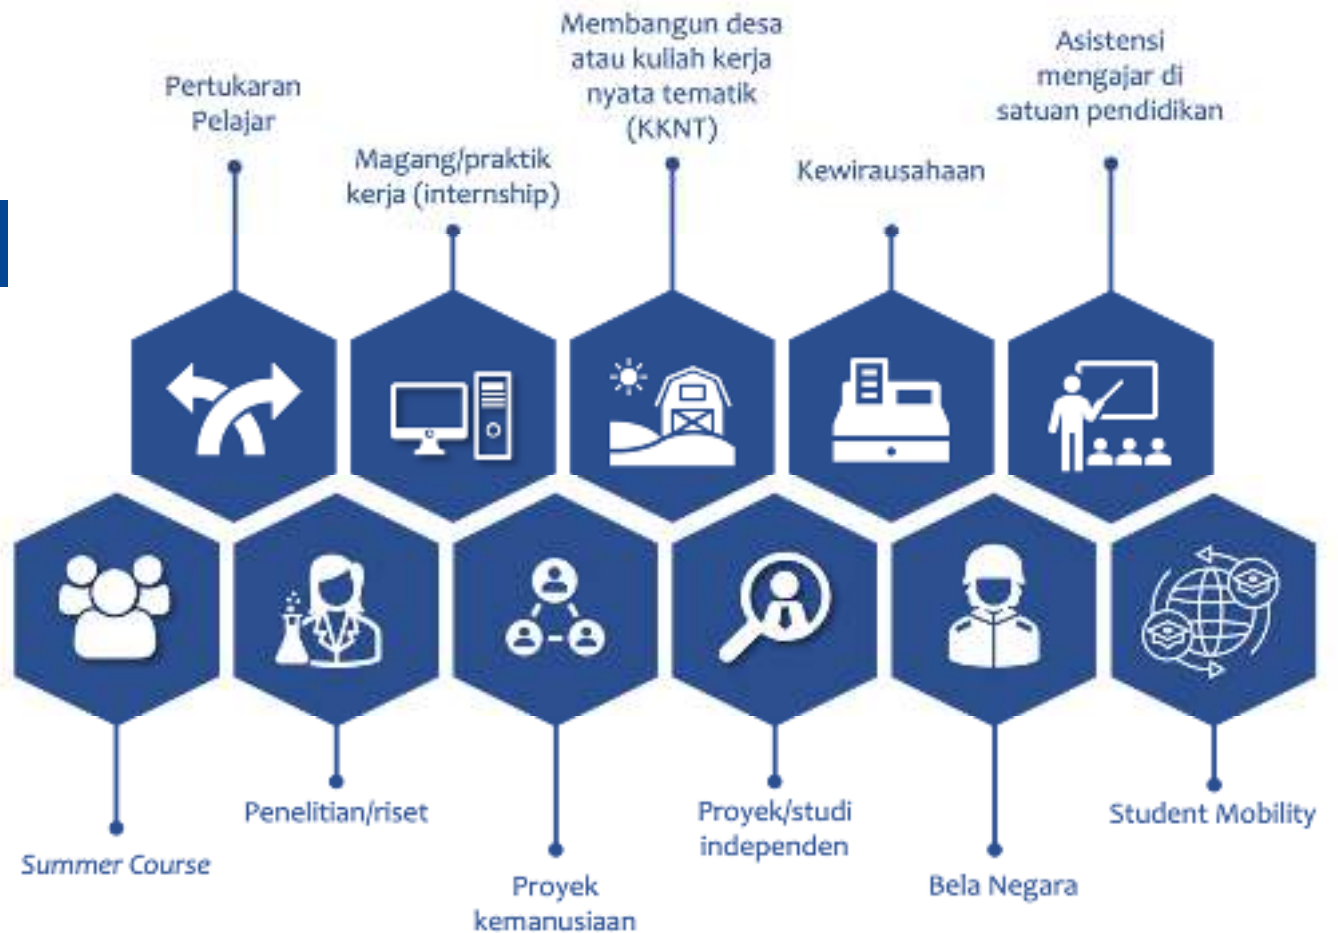 Pertukaran
Pelajar
Magang/praktik
kerja (internship)
Membangun desa
atau kuliah kerja
nyata tematik
(KKNT)
Kewirausahaan
Asistensi
mengajar di
satuan pendidikan
Summer Course
Penelitian/riset
Proyek
kemanusiaan
Proyek/studi
independen
Bela Negara
Student Mobility